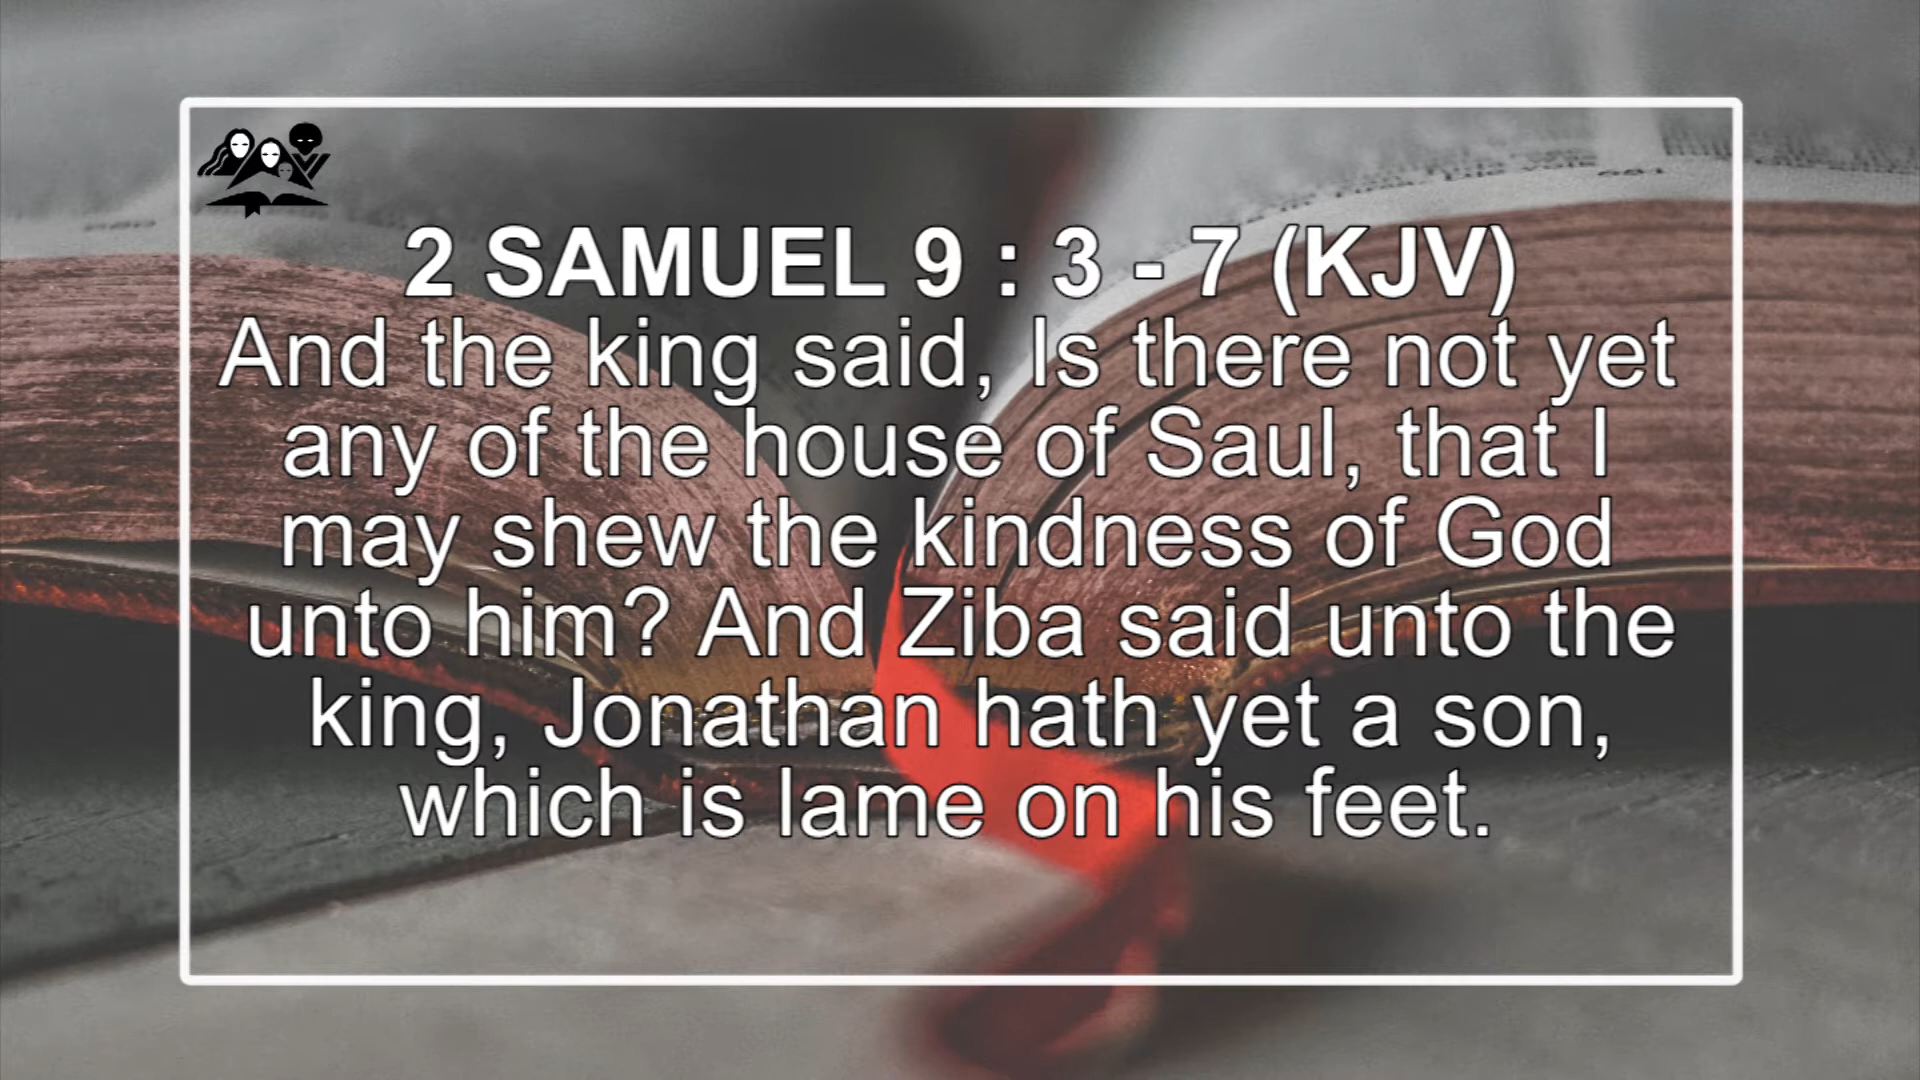 2 SAMUEL 9 : 3 - 7 (KJV)
And the king said, Is there not yet
any of the house of Saul, that I
may shew the kindness of God
unto him? And Ziba said unto the
king, Jonathan hath yet a son,
which is lame on his feet.